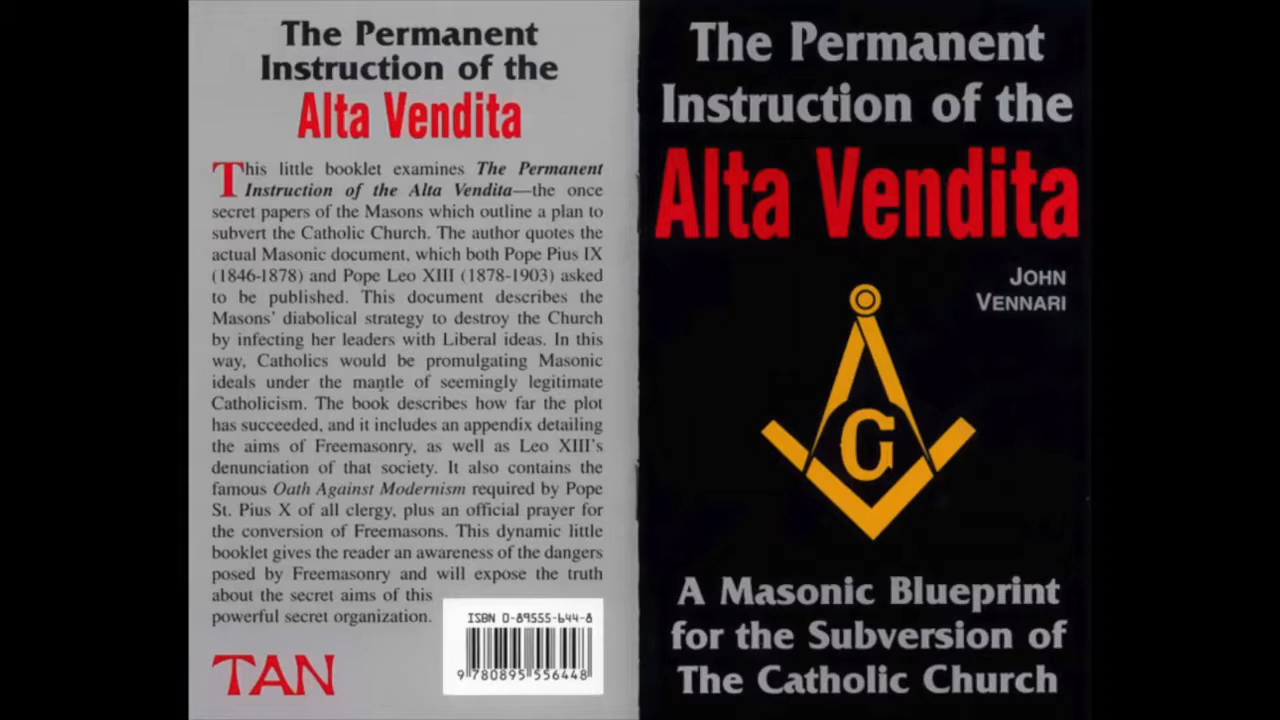 The Permanent
Instruction of the
Alta Vendita
This little booklet examines The Permanent
Instruction of the Alta Vendita—the once
secret papers of the Masons which outline a plan to
subvert the Catholic Church. The author quotes the
actual Masonic document, which both Pope Pius IX
(1846-1878) and Pope Leo XIII (1878-1903) asked
to be published. This document describes the
Masons' diabolical strategy to destroy the Church
by infecting her leaders with Liberal ideas. In this
way, Catholics would be promulgating Masonic
ideals under the mantle of seemingly legitimate
Catholicism. The book describes how far the plot
has succeeded, and it includes an appendix detailing
the aims of Freemasonry, as well as Leo XIII's
denunciation of that society. It also contains the
famous Oath Against Modernism required by Pope
St. Pius X of all clergy, plus an official prayer for
the conversion of Freemasons. This dynamic little
booklet gives the reader an awareness of the dangers
posed by Freemasonry and will expose the truth
about the secret aims of this
powerful secret organization.
ISBN 0-89555-644-8
9 780895 556448
TAN
The Permanent
Instruction of the
Alta Vendita
JOHN
VENNARI
G
A Masonic Blueprint
for the Subversion of
The Catholic Church